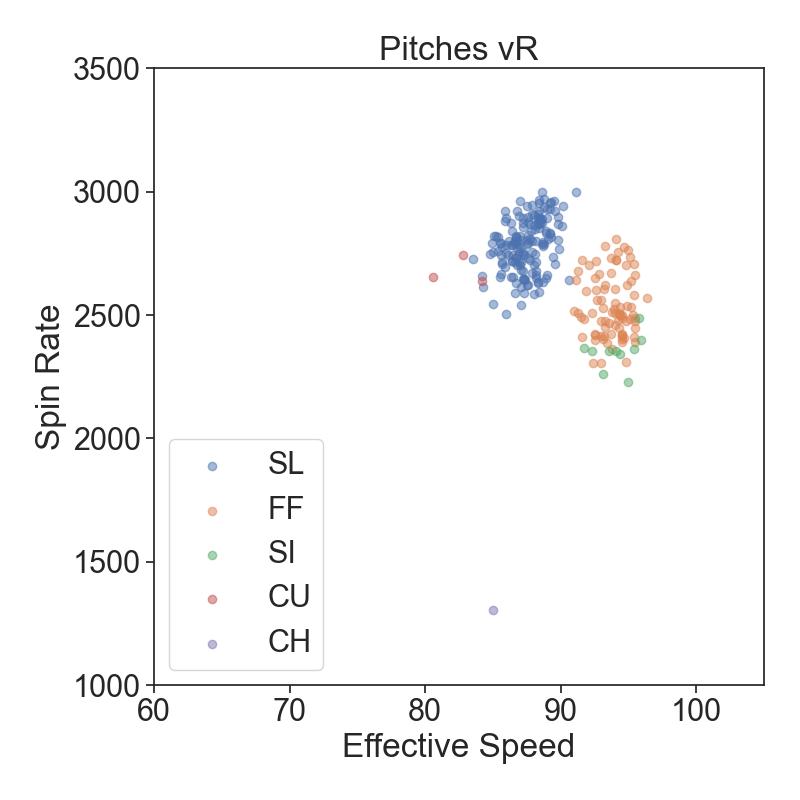 Pitches vR
3500
3000
2500
2000
1500
1000
Spin Rate
SL
FF
SI
CU
CH
60 70 80 90 100
Effective Speed